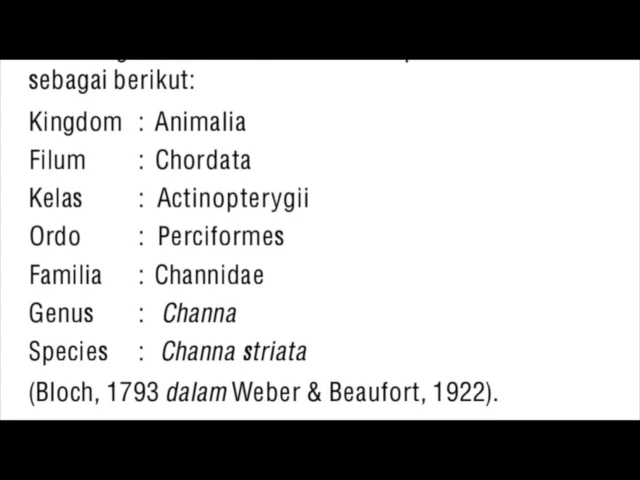 sebagai berikut:
Kingdom : Animalia
Filum : Chordata
Kelas : Actinopterygii
Ordo : Perciformes
Familia : Channidae
Genus : Channa
Species : Channa striata
(Bloch, 1793 dalam Weber & Beaufort, 1922).